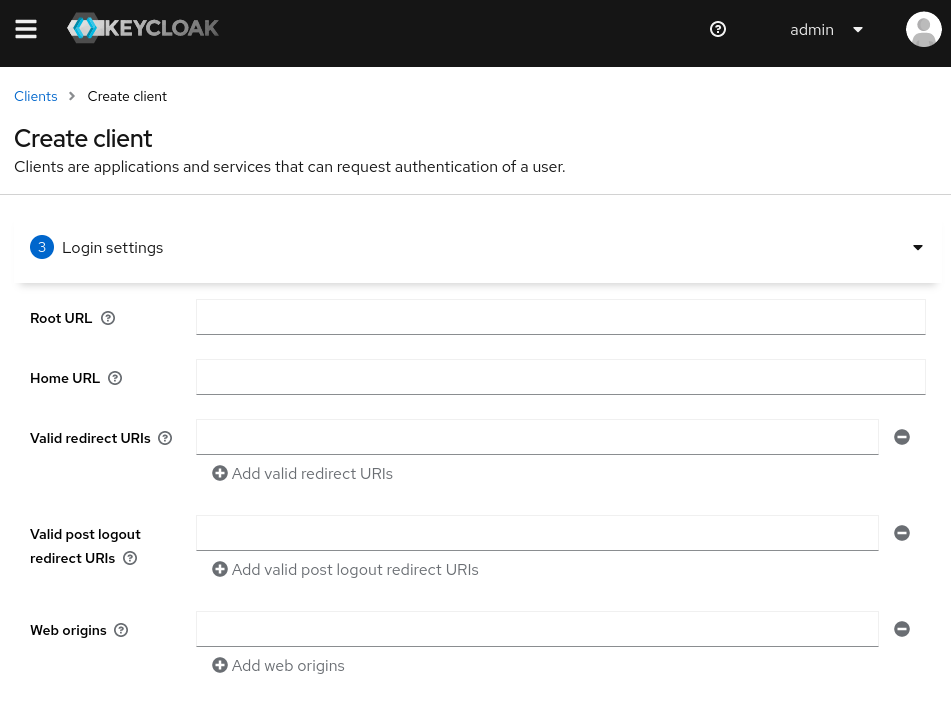 KEYCLOAK
admin
Clients
Create client
Create client
Clients are applications and services that can request authentication of a user.
3 Login settings
Root URL
Home URL
Valid redirect URIs
Add valid redirect URIs
Valid post logout
redirect URIs
Add valid post logout redirect URIs
Web origins
Add web origins